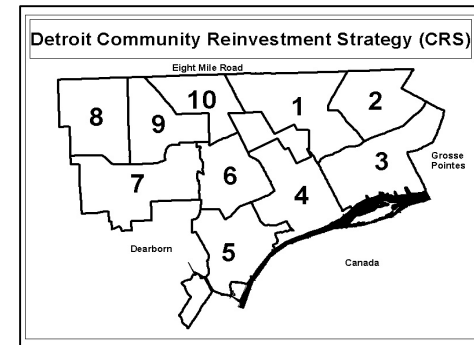 Detroit Community Reinvestment Strategy (CRS)
Eight Mile Road
8
9
10
1
2
Grosse
Pointes
3
7
6
4
Dearborn
5
Canada